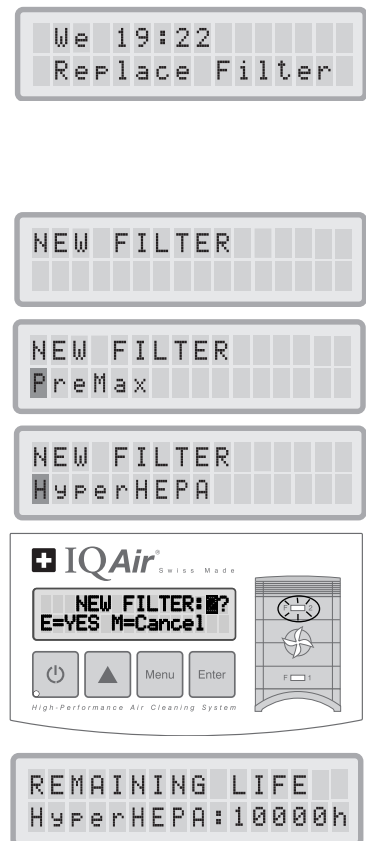 We 19:22
Replace Filter
NEW FILTER
NEW FILTER
PreMax
NEW FILTER
HyperHEPA
IQAir®
Swiss Made
NEW FILTER: ?
E=YES M=Cancel
F 2
Menu Enter
F 1
High-Performance Air Cleaning System
REMAINING LIFE
HyperHEPA:10000h